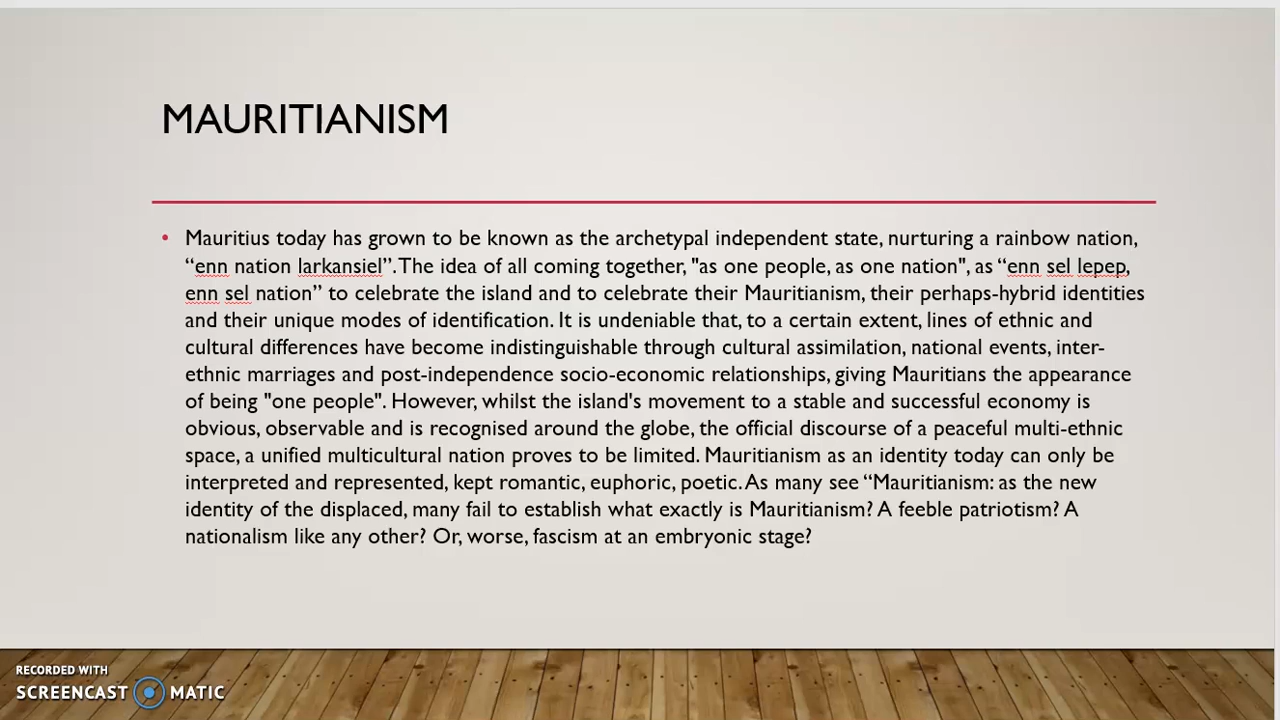 MAURITIANISM
• Mauritius today has grown to be known as the archetypal independent state, nurturing a rainbow nation,
“enn nation larkansiel”. The idea of all coming together, "as one people, as one nation", as “enn sel lepep,
enn sel nation” to celebrate the island and to celebrate their Mauritianism, their perhaps-hybrid identities
and their unique modes of identification. It is undeniable that, to a certain extent, lines of ethnic and
cultural differences have become indistinguishable through cultural assimilation, national events, inter-
ethnic marriages and post-independence socio-economic relationships, giving Mauritians the appearance
of being "one people". However, whilst the island's movement to a stable and successful economy is
obvious, observable and is recognised around the globe, the official discourse of a peaceful multi-ethnic
space, a unified multicultural nation proves to be limited. Mauritianism as an identity today can only be
interpreted and represented, kept romantic, euphoric, poetic. As many see “Mauritianism: as the new
identity of the displaced, many fail to establish what exactly is Mauritianism? A feeble patriotism? A
nationalism like any other? Or, worse, fascism at an embryonic stage?
RECORDED WITH
SCREENCAST MATIC